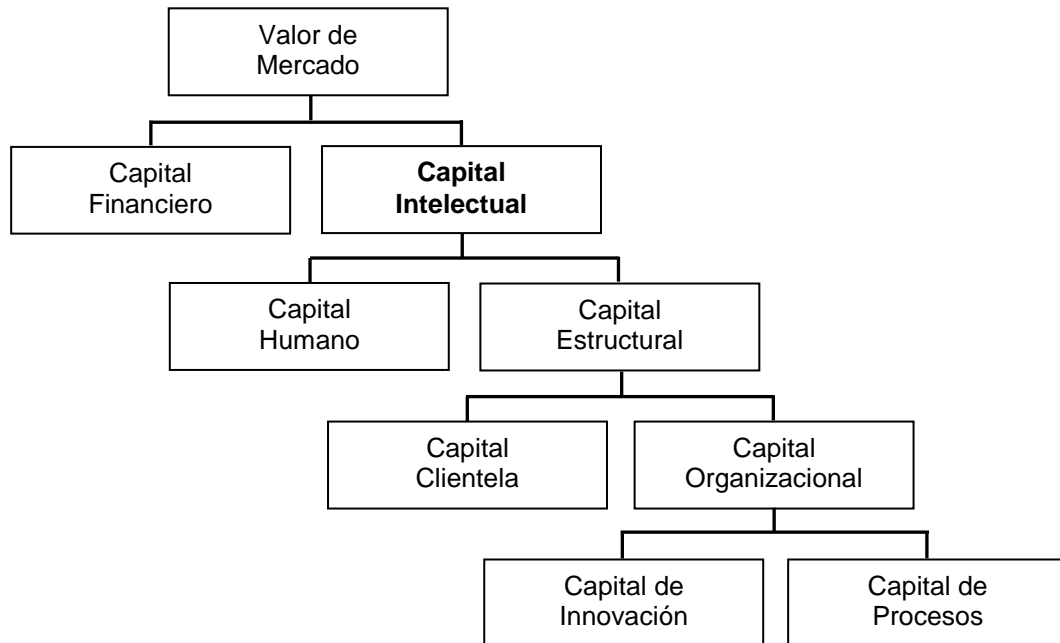 Valor de
Mercado
Capital
Financiero
Capital
Intelectual
Capital
Humano
Capital
Estructural
Capital
Clientela
Capital
Organizacional
Capital de
Innovación
Capital de
Procesos